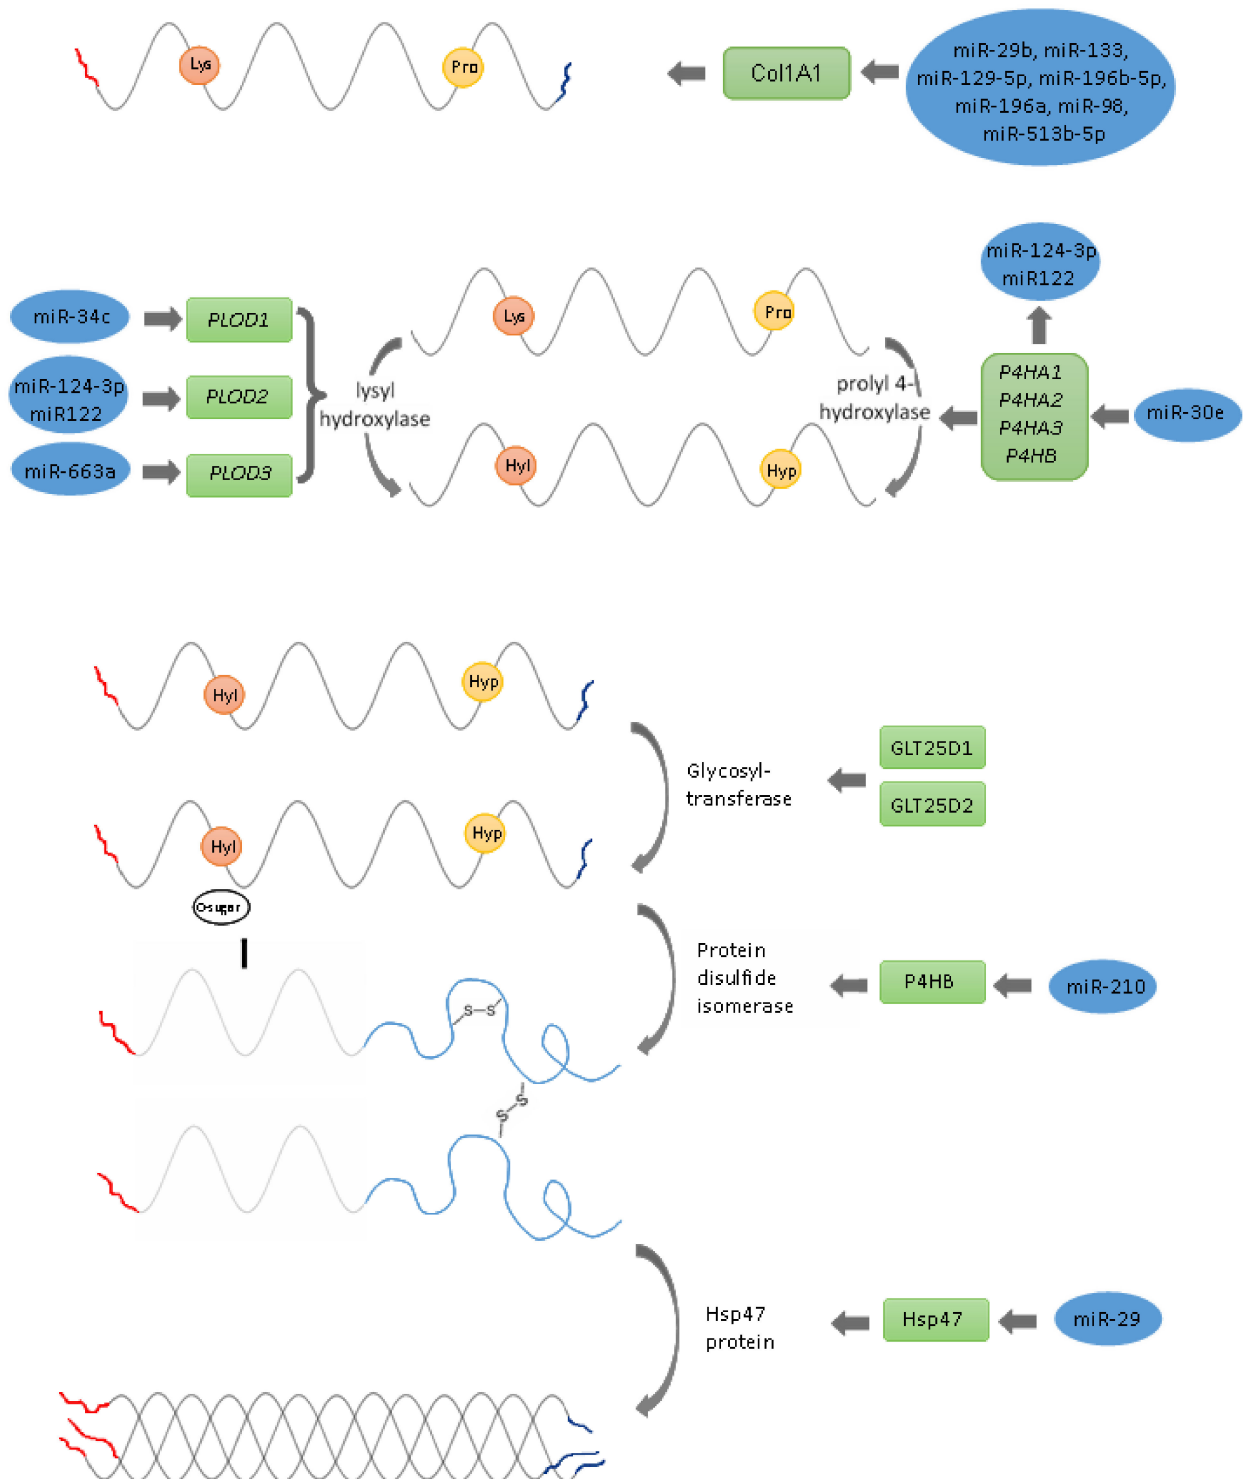 Lys
Pro
Col1A1
miR-29b, miR-133,
miR-129-5p, miR-196b-5p,
miR-196a, miR-98,
miR-513b-5p
miR-124-3p
miR122
miR-34c
PLOD1
miR-124-3p
miR122
PLOD2
miR-663a
PLOD3
lysyl
hydroxylase
Lys
Pro
Hyl
Hyp
prolyl 4-
hydroxylase
P4HA1
P4HA2
P4HA3
P4HB
miR-30e
Hyl
Hyp
Glycosyl-
transferase
GLT25D1
GLT25D2
Hyl
Hyp
O-sugar
Protein
disulfide
isomerase
P4HB
miR-210
S-S
S
S
Hsp47
protein
Hsp47
miR-29